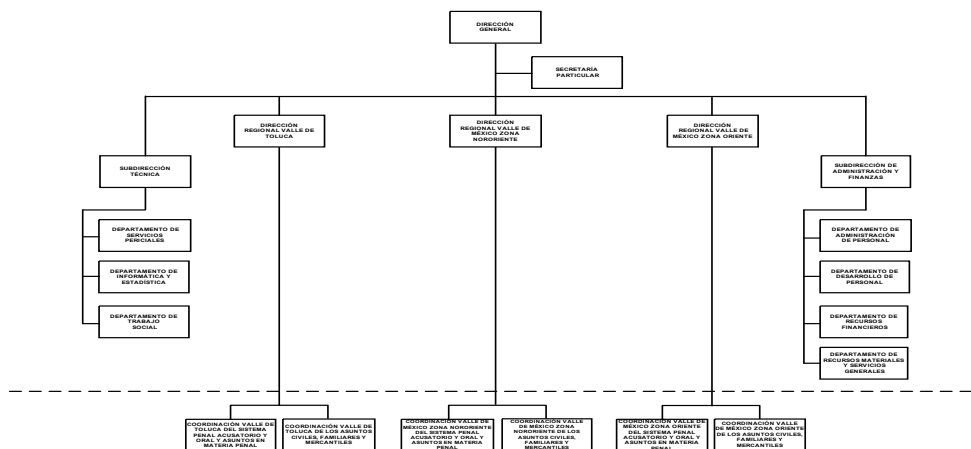 DIRECCIÓN
GENERAL
SECRETARÍA
PARTICULAR
DIRECCIÓN
REGIONAL VALLE DE
TOLUCA
DIRECCIÓN
REGIONAL VALLE DE
MÉXICO ZONA
NORORIENTE
DIRECCIÓN
REGIONAL VALLE DE
MÉXICO ZONA ORIENTE
SUBDIRECCIÓN
TÉCNICA
SUBDIRECCIÓN DE
ADMINISTRACIÓN Y
FINANZAS
DEPARTAMENTO DE
SERVICIOS
PERICIALES
DEPARTAMENTO DE
INFORMÁTICA Y
ESTADÍSTICA
DEPARTAMENTO DE
TRABAJO
SOCIAL
DEPARTAMENTO DE
ADMINISTRACIÓN
DE PERSONAL
DEPARTAMENTO DE
DESARROLLO DE
PERSONAL
DEPARTAMENTO DE
RECURSOS
FINANCIEROS
DEPARTAMENTO DE
RECURSOS MATERIALES
Y SERVICIOS
GENERALES
COORDINACIÓN VALLE DE
TOLUCA DEL SISTEMA
PENAL ACUSATORIO Y
ORAL Y ASUNTOS EN
MATERIA PENAL
COORDINACIÓN VALLE DE
TOLUCA DE LOS ASUNTOS
CIVILES, FAMILIARES Y
MERCANTILES
COORDINACIÓN VALLE DE
MÉXICO ZONA NORORIENTE
DEL SISTEMA PENAL
ACUSATORIO Y ORAL Y
ASUNTOS EN MATERIA
PENAL
COORDINACIÓN VALLE
DE MÉXICO ZONA
NORORIENTE DE LOS
ASUNTOS CIVILES,
FAMILIARES Y
MERCANTILES
COORDINACIÓN VALLE DE
MÉXICO ZONA ORIENTE
DEL SISTEMA PENAL
ACUSATORIO Y ORAL Y
ASUNTOS EN MATERIA
PENAL
COORDINACIÓN VALLE
DE MÉXICO ZONA ORIENTE
DE LOS ASUNTOS CIVILES,
FAMILIARES Y
MERCANTILES